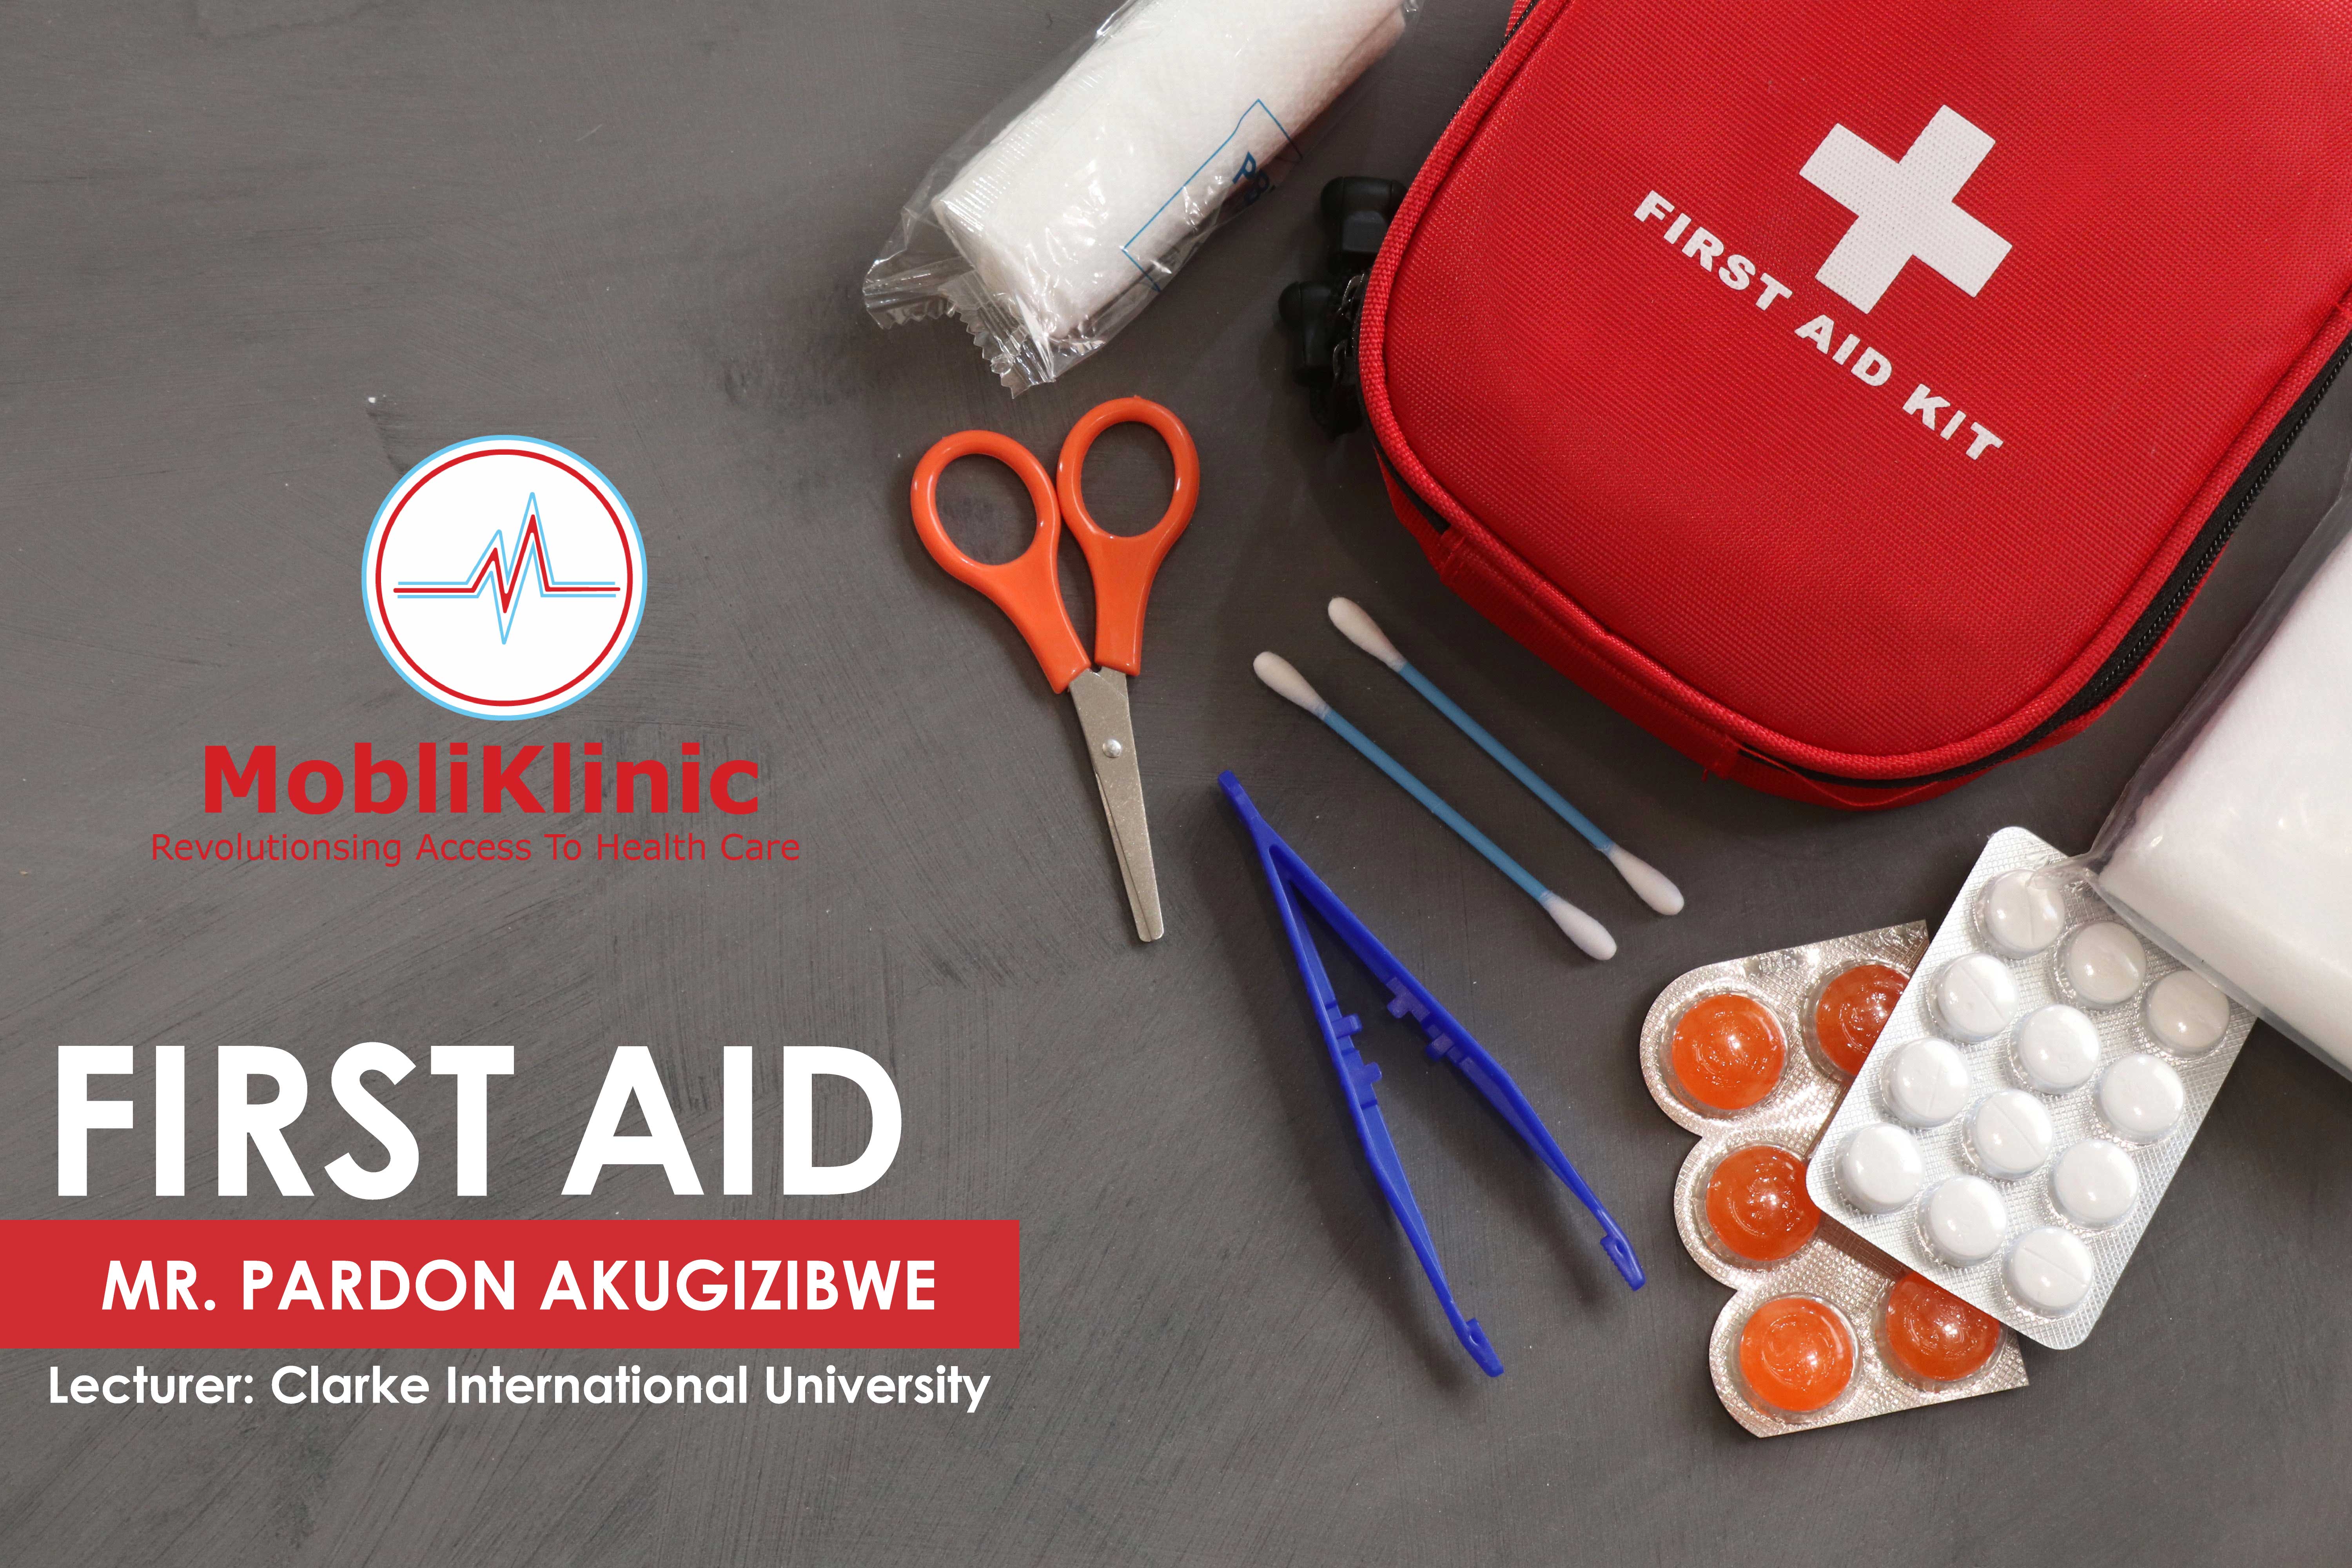 FIRST AID KIT
MobliKlinic
Revolutionsing Access To Health Care
FIRST AID
MR. PARDON AKUGIZIBWE
Lecturer: Clarke International University